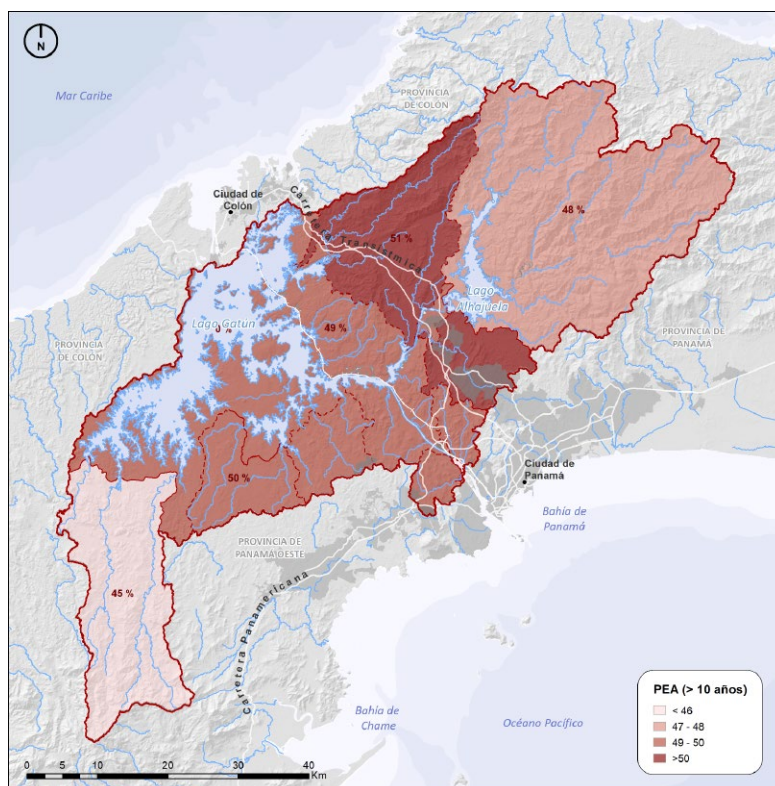 N
Mar Caribe
PROVINCIA
DE COLÓN
Ciudad de
Colón
Carretera Transístmica
48 %
51 %
Lago
Alhajuela
Lago Gatun
%
49 %
PROVINCIA
DE COLÓN
PROVINCIA DE
PANAMÁ
50 %
Ciudad de
Panamá
Bahía de
Panamá
PROVINCIA DE
PANAMÁ OESTE
45 %
Carretera Panamericana
Bahía de
Chame
Océano Pacífico
PEA (> 10 años)
< 46
47 - 48
49 - 50
>50
0 5 10 20 30 40
Km